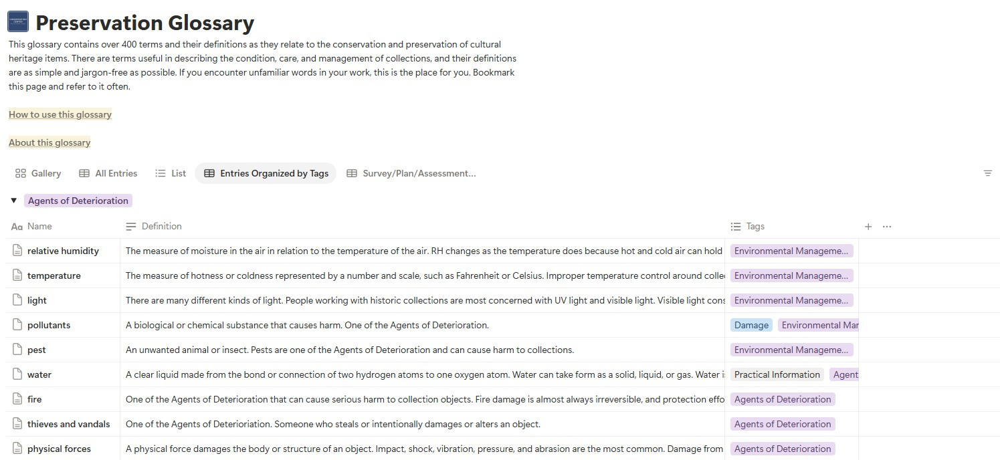 Preservation Glossary
This glossary contains over 400 terms and their definitions as they relate to the conservation and preservation of cultural
heritage items. There are terms useful in describing the condition, care, and management of collections, and their definitions
are as simple and jargon-free as possible. If you encounter unfamiliar words in your work, this is the place for you. Bookmark
this page and refer to it often.
How to use this glossary
About this glossary
Gallery All Entries List Entries Organized by Tags Survey/Plan/Assessment...
Agents of Deterioration
Aa Name Definition Tags + ...
relative humidity The measure of moisture in the air in relation to the temperature of the air. RH changes as the temperature does because hot and cold air can hold Environmental Manageme...
temperature The measure of hotness or coldness represented by a number and scale, such as Fahrenheit or Celsius. Improper temperature control around colle Environmental Manageme...
light There are many different kinds of light. People working with historic collections are most concerned with UV light and visible light. Visible light cons Environmental Manageme...
pollutants A biological or chemical substance that causes harm. One of the Agents of Deterioration. Damage Environmental Mar
pest An unwanted animal or insect. Pests are one of the Agents of Deterioration and can cause harm to collections. Environmental Manageme...
water A clear liquid made from the bond or connection of two hydrogen atoms to one oxygen atom. Water can take form as a solid, liquid, or gas. Water i Practical Information Agent
fire One of the Agents of Deterioration that can cause serious harm to collection objects. Fire damage is almost always irreversible, and protection effo Agents of Deterioration
thieves and vandals One of the Agents of Deterioriation. Someone who steals or intentionally damages or alters an object. Agents of Deterioration
physical forces A physical force damages the body or structure of an object. Impact, shock, vibration, pressure, and abrasion are the most common. Damage from Agents of Deterioration